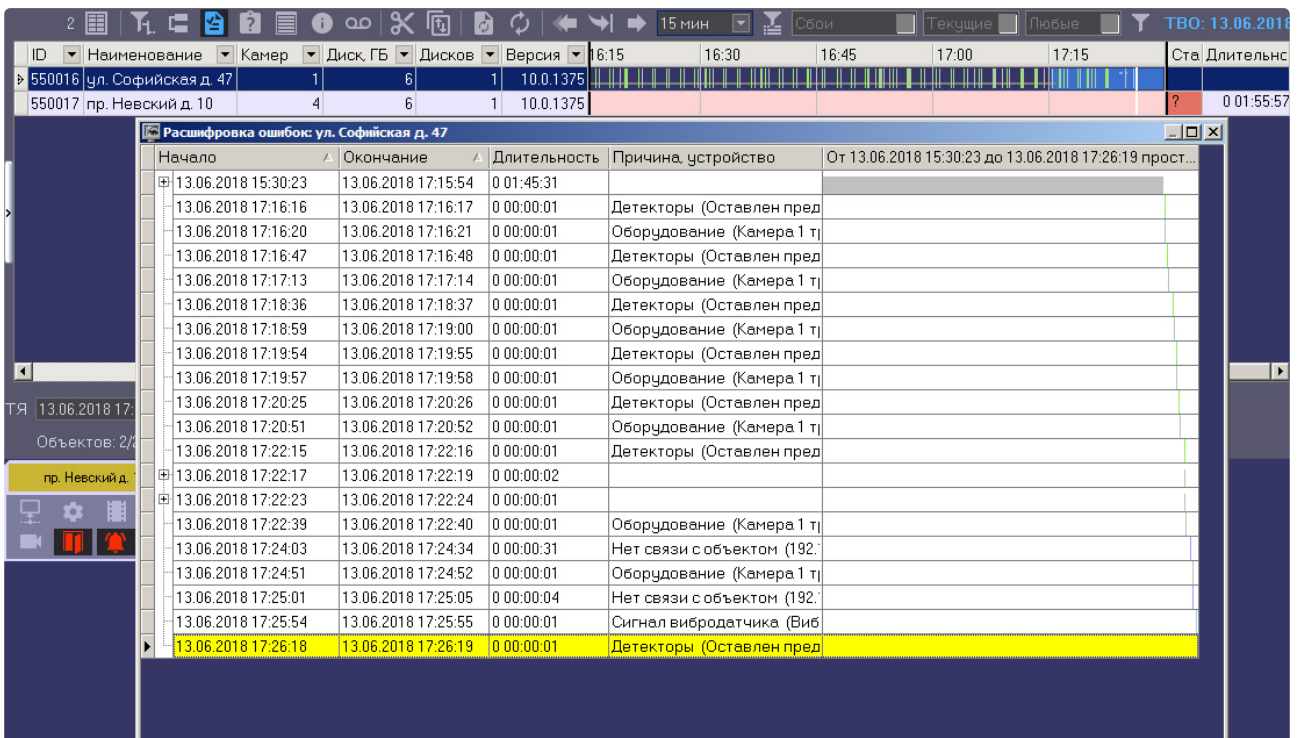 2 15 мин Сбои Текущие Любые ТВО: 13.06.2018
ID Наименование Камер Диск, ГБ Дисков Версия 16:15 16:30 16:45 17:00 17:15 Ста Длительнс
550016 ул. Софийская д. 47 1 6 1 10.0.1375
550017 пр. Невский д. 10 4 6 1 10.0.1375 ? 0 01:55:57
Расшифровка ошибок: ул. Софийская д. 47
Начало Окончание Длительность Причина, устройство От 13.06.2018 15:30:23 до 13.06.2018 17:26:19 прост...
13.06.2018 15:30:23 13.06.2018 17:15:54 0 01:45:31
13.06.2018 17:16:16 13.06.2018 17:16:17 0 00:00:01 Детекторы (Оставлен пред
13.06.2018 17:16:20 13.06.2018 17:16:21 0 00:00:01 Оборудование (Камера 1 тр
13.06.2018 17:16:47 13.06.2018 17:16:48 0 00:00:01 Детекторы (Оставлен пред
13.06.2018 17:17:13 13.06.2018 17:17:14 0 00:00:01 Оборудование (Камера 1 тр
13.06.2018 17:18:36 13.06.2018 17:18:37 0 00:00:01 Детекторы (Оставлен пред
13.06.2018 17:18:59 13.06.2018 17:19:00 0 00:00:01 Оборудование (Камера 1 тр
13.06.2018 17:19:54 13.06.2018 17:19:55 0 00:00:01 Детекторы (Оставлен пред
13.06.2018 17:19:57 13.06.2018 17:19:58 0 00:00:01 Оборудование (Камера 1 тр
13.06.2018 17:20:25 13.06.2018 17:20:26 0 00:00:01 Детекторы (Оставлен пред
13.06.2018 17:20:51 13.06.2018 17:20:52 0 00:00:01 Оборудование (Камера 1 тр
13.06.2018 17:22:15 13.06.2018 17:22:16 0 00:00:01 Детекторы (Оставлен пред
13.06.2018 17:22:17 13.06.2018 17:22:19 0 00:00:02
13.06.2018 17:22:23 13.06.2018 17:22:24 0 00:00:01
13.06.2018 17:22:39 13.06.2018 17:22:40 0 00:00:01 Оборудование (Камера 1 тр
13.06.2018 17:24:03 13.06.2018 17:24:34 0 00:00:31 Нет связи с объектом (192.
13.06.2018 17:24:51 13.06.2018 17:24:52 0 00:00:01 Оборудование (Камера 1 тр
13.06.2018 17:25:01 13.06.2018 17:25:05 0 00:00:04 Нет связи с объектом (192.
13.06.2018 17:25:54 13.06.2018 17:25:55 0 00:00:01 Сигнал вибродатчика (Виб
13.06.2018 17:26:18 13.06.2018 17:26:19 0 00:00:01 Детекторы (Оставлен пред
ТЯ 13.06.2018 17:
Объектов: 2/2
пр. Невский д.